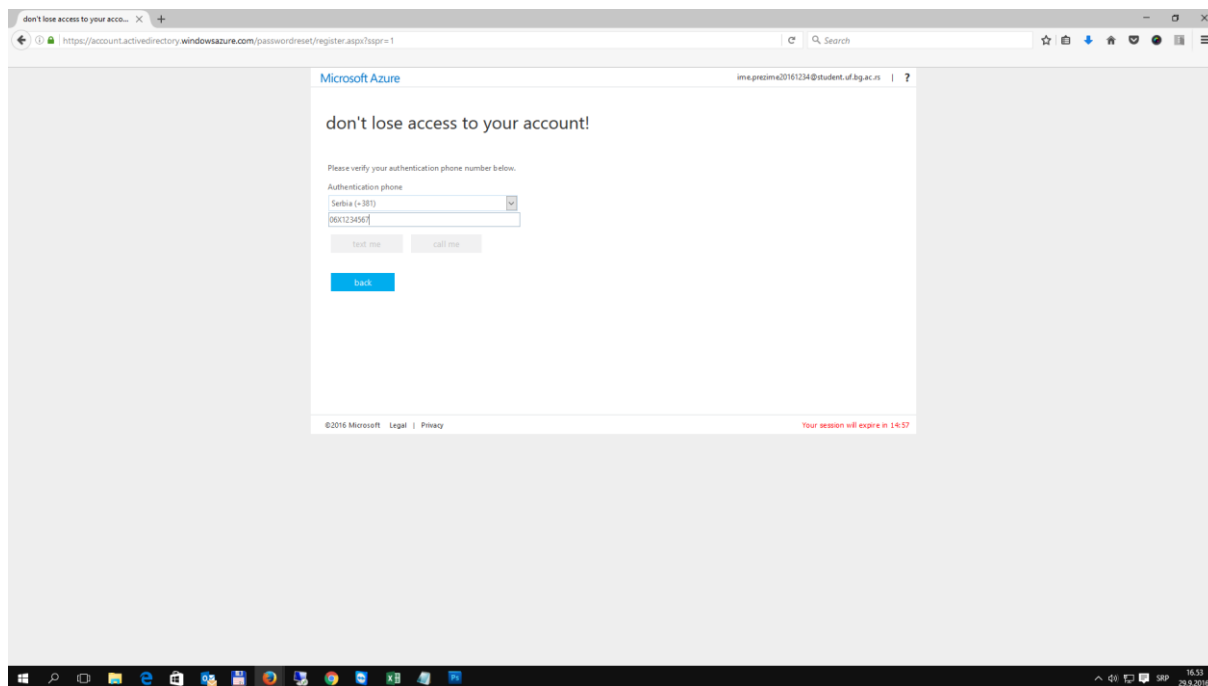 don't lose access to your acco...
https://account.activedirectory.windowsazure.com/passwordreset/register.aspx?sspr=1
Search
Microsoft Azure
ime.prezime20161234@student.uf.bg.ac.rs | ?
don't lose access to your account!
Please verify your authentication phone number below.
Authentication phone
Serbia (+381)
06X1234567
text me call me
back
©2016 Microsoft Legal | Privacy
Your session will expire in 14:57
SRP
16.53
29.9.2016